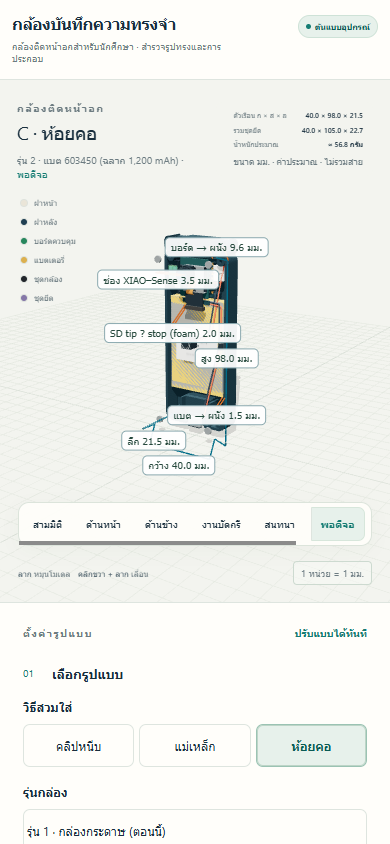 กล้องบันทึกความทรงจำ
กล้องติดหน้าอกสำหรับนักศึกษา · สำรวจรูปทรงและการ
ประกอบ
ต้นแบบอุปกรณ์
กล้องติดหน้าอก
C · ห้อยคอ
รุ่น 2 · แบต 603450 (ฉลาก 1,200 mAh) ·
พอดีจอ
ตัวเรือน ก × ส × ล 40.0 × 98.0 × 21.5
รวมชุดยึด 40.0 × 105.0 × 22.7
น้ำหนักประมาณ ≈ 56.8 กรัม
ขนาด มม. · ค่าประมาณ · ไม่รวมสาย
ฝาหน้า
ฝาหลัง
บอร์ดควบคุม
แบตเตอรี่
ชุดกล้อง
ชุดยึด
บอร์ด → ผนัง 9.6 มม.
ช่อง XIAO–Sense 3.5 มม.
SD tip ? stop (foam) 2.0 มม.
สูง 98.0 มม.
แบต → ผนัง 1.5 มม.
ลึก 21.5 มม.
กว้าง 40.0 มม.
สามมิติ ด้านหน้า ด้านข้าง งานบัดกรี สนทนา พอดีจอ
ลาก หมุนโมเดล คลิกขวา + ลาก เลื่อน
1 หน่วย = 1 มม.
ตั้งค่ารูปแบบ
ปรับแบบได้ทันที
01 เลือกรูปแบบ
วิธีสวมใส่
คลิปหนีบ แม่เหล็ก ห้อยคอ
รุ่นกล่อง
รุ่น 1 · กล่องกระดาษ (ตอนนี้)